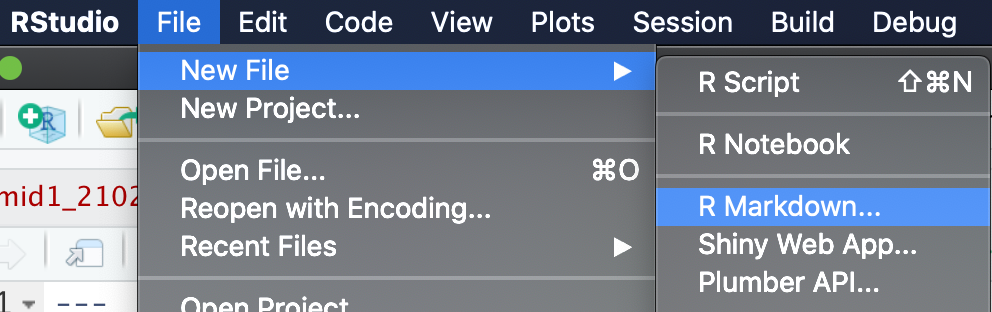 RStudio File Edit Code View Plots Session Build Debug
New File ▶
New Project...
Open File... ⌘O
Reopen with Encoding...
Recent Files ▶
Open Project
R Script ⇧⌘N
R Notebook
R Markdown...
Shiny Web App...
Plumber API...
R
mid1_2102
1 ---